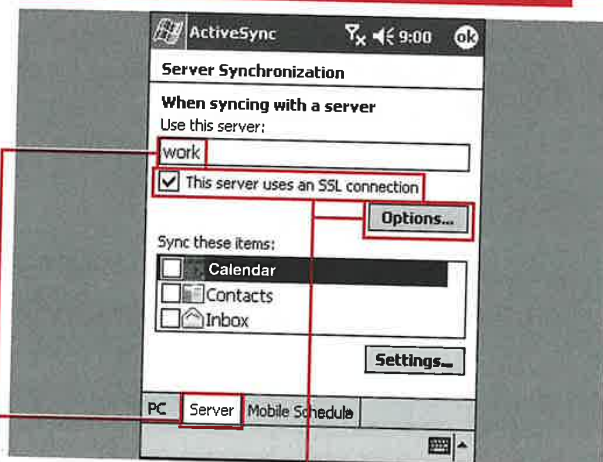 ActiveSync 9:00 ok
Server Synchronization
When syncing with a server
Use this server:
work
This server uses an SSL connection
Options...
Sync these items:
Calendar
Contacts
Inbox
Settings...
PC Server Mobile Schedule